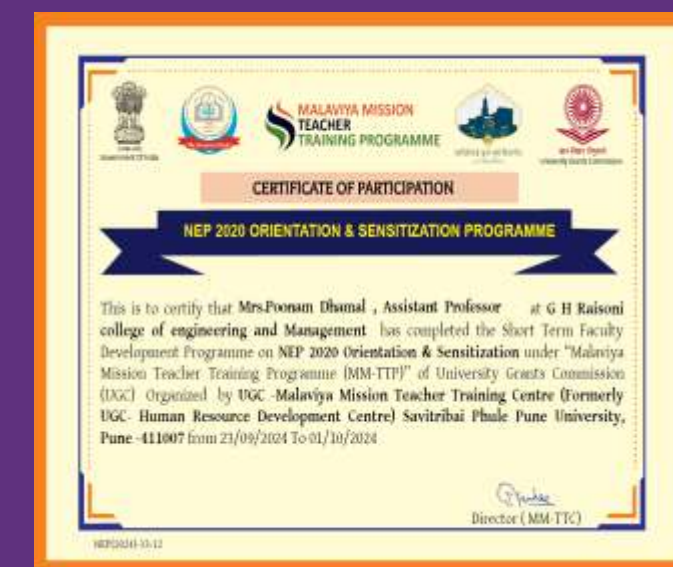 MALAVIYA MISSION
TEACHER
TRAINING PROGRAMME
University Grants Commission
CERTIFICATE OF PARTICIPATION
NEP 2020 ORIENTATION & SENSITIZATION PROGRAMME
This is to certify that Mrs.Poonam Dhamal , Assistant Professor at G H Raisoni
college of engineering and Management has completed the Short Term Faculty
Development Programme on NEP 2020 Orientation & Sensitization under "Malaviya
Mission Teacher Training Programme (MM-TTP)" of University Grants Commission
(UGC) Organized by UGC -Malaviya Mission Teacher Training Centre (Formerly
UGC- Human Resource Development Centre) Savitribai Phule Pune University,
Pune -411007 from 23/09/2024 To 01/10/2024
Director ( MM-TTC)